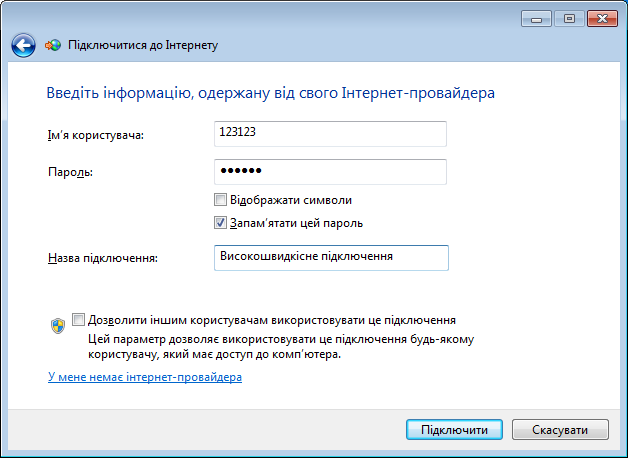 Підключитися до Інтернету
Введіть інформацію, одержану від свого Інтернет-провайдера
Ім'я користувача:
123123
Пароль:
••••••
Відображати символи
Запам'ятати цей пароль
Назва підключення:
Високошвидкісне підключення
Дозволити іншим користувачам використовувати це підключення
Цей параметр дозволяє використовувати це підключення будь-якому
користувачу, який має доступ до комп'ютера.
У мене немає інтернет-провайдера
Підключити
Скасувати